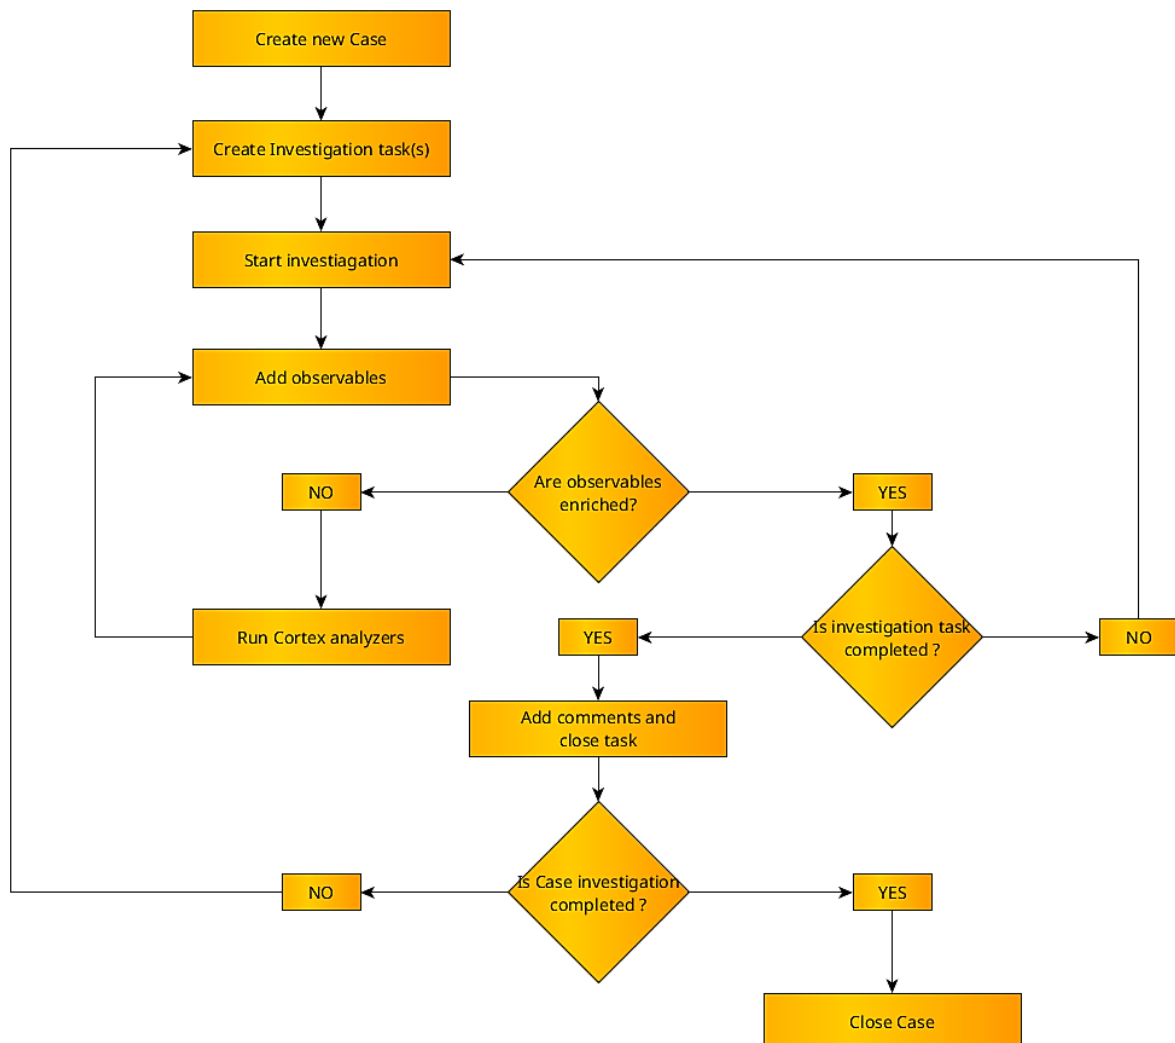 Create new Case
Create Investigation task(s)
Start investiagation
Add observables
Are observables
enriched?
NO
YES
Run Cortex analyzers
YES
Is investigation task
completed ?
NO
Add comments and
close task
Is Case investigation
completed ?
NO
YES
Close Case